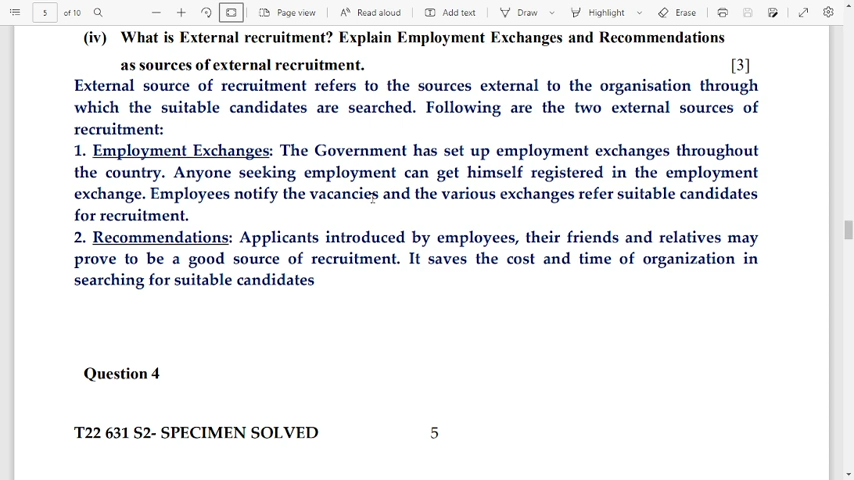 5 of 10 Page view Read aloud Add text Draw Highlight Erase
(iv) What is External recruitment? Explain Employment Exchanges and Recommendations
as sources of external recruitment. [3]
External source of recruitment refers to the sources external to the organisation through
which the suitable candidates are searched. Following are the two external sources of
recruitment:
1. Employment Exchanges: The Government has set up employment exchanges throughout
the country. Anyone seeking employment can get himself registered in the employment
exchange. Employees notify the vacancies and the various exchanges refer suitable candidates
for recruitment.
2. Recommendations: Applicants introduced by employees, their friends and relatives may
prove to be a good source of recruitment. It saves the cost and time of organization in
searching for suitable candidates
Question 4
T22 631 S2- SPECIMEN SOLVED 5